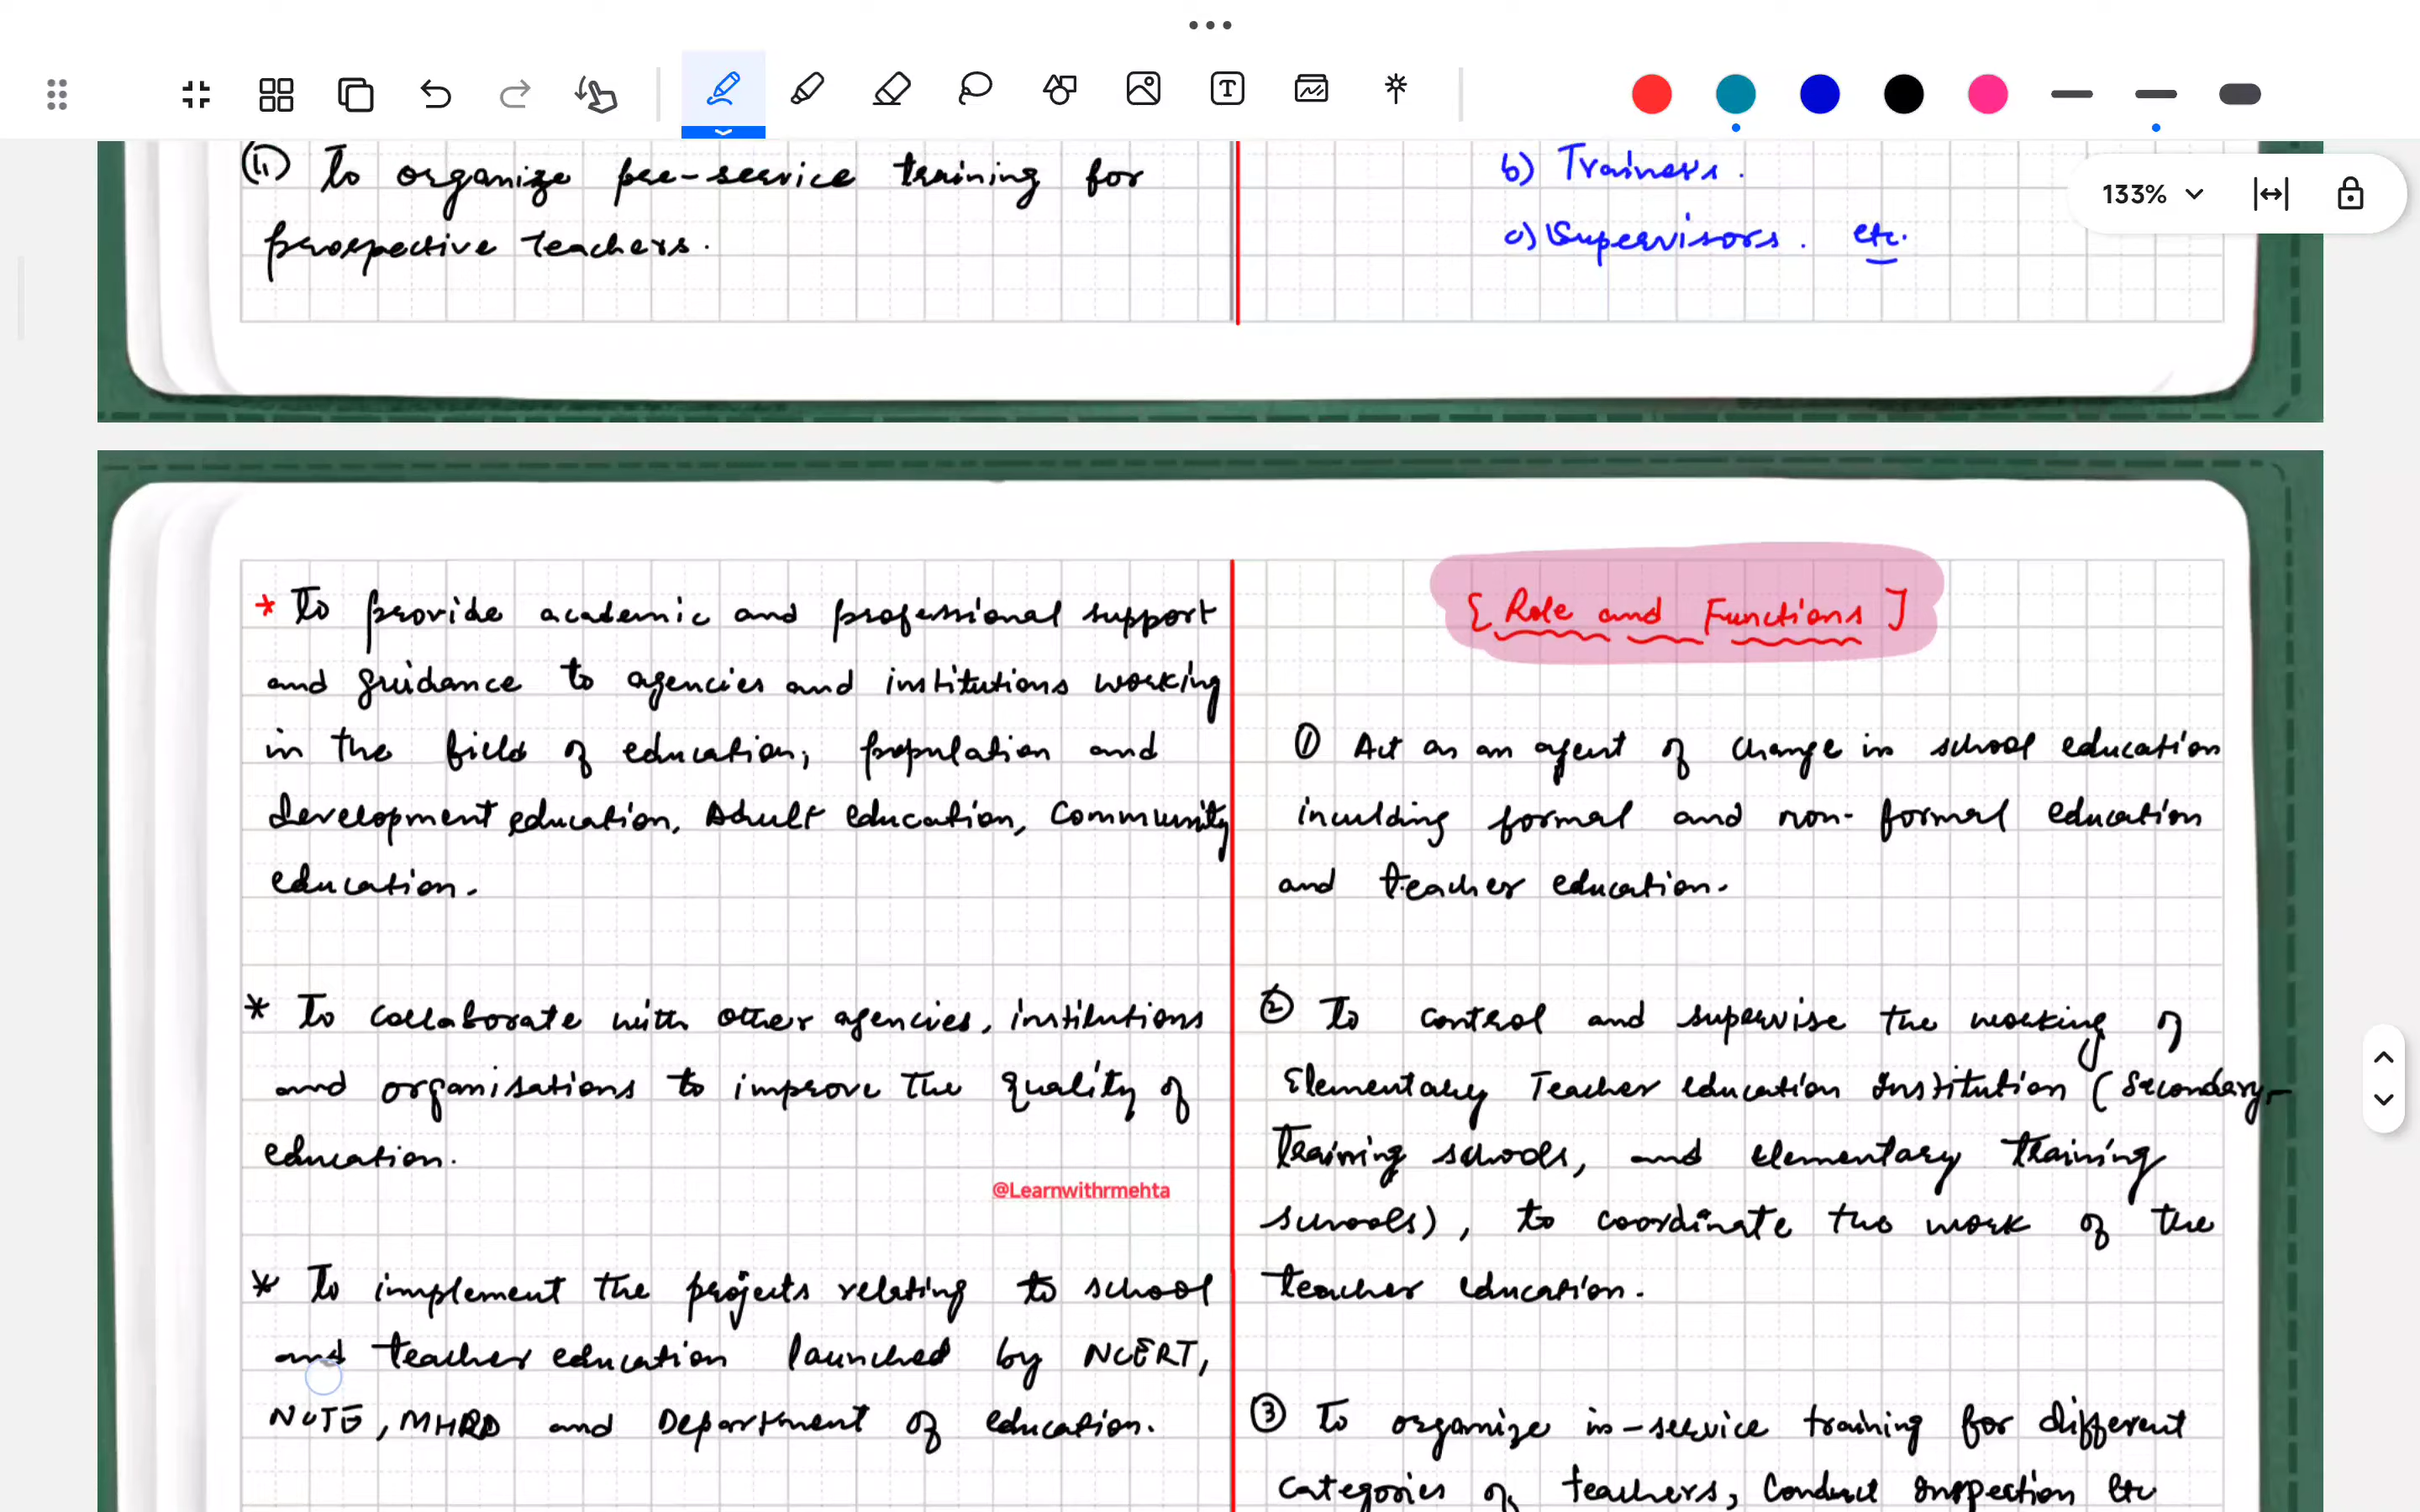 133%
(11) To organize pre-service training for
prospective teachers.
b) Trainers.
c) Supervisors. etc.
* To provide academic and professional support
and guidance to agencies and institutions working
in the field of education, population and
development education, Adult education, Community
education.
* To collaborate with other agencies, institutions
and organisations to improve the quality of
education.
@Learnwithrmehta
* To implement the projects relating to school
and teacher education launched by NCERT,
NCTE, MHRD and Department of education.
[Role and Functions]
① Act as an agent of change in school education
inculding formal and non-formal education
and teacher education.
② To control and supervise the working of
Elementary Teacher education Institution (Secondary-
training schools, and elementary training
schools), to coordinate the work of the
teacher education.
③ To organize in-service training for different
Categories of teachers, Conduct Inspection Etc